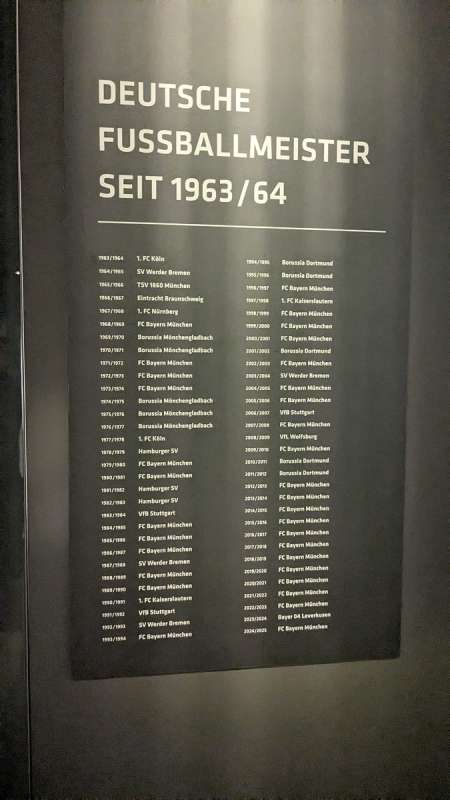 DEUTSCHE
FUSSBALLMEISTER
SEIT 1963/64
1963/1964 1. FC Köln
1964/1965 SV Werder Bremen
1965/1966 TSV 1860 München
1966/1967 Eintracht Braunschweig
1967/1968 1. FC Nürnberg
1968/1969 FC Bayern München
1969/1970 Borussia Mönchengladbach
1970/1971 Borussia Mönchengladbach
1971/1972 FC Bayern München
1972/1973 FC Bayern München
1973/1974 FC Bayern München
1974/1975 Borussia Mönchengladbach
1975/1976 Borussia Mönchengladbach
1976/1977 Borussia Mönchengladbach
1977/1978 1. FC Köln
1978/1979 Hamburger SV
1979/1980 FC Bayern München
1980/1981 FC Bayern München
1981/1982 Hamburger SV
1982/1983 Hamburger SV
1983/1984 VfB Stuttgart
1984/1985 FC Bayern München
1985/1986 FC Bayern München
1986/1987 FC Bayern München
1987/1988 SV Werder Bremen
1988/1989 FC Bayern München
1989/1990 FC Bayern München
1990/1991 1. FC Kaiserslautern
1991/1992 VfB Stuttgart
1992/1993 SV Werder Bremen
1993/1994 FC Bayern München
1994/1995 Borussia Dortmund
1995/1996 Borussia Dortmund
1996/1997 FC Bayern München
1997/1998 1. FC Kaiserslautern
1998/1999 FC Bayern München
1999/2000 FC Bayern München
2000/2001 FC Bayern München
2001/2002 Borussia Dortmund
2002/2003 FC Bayern München
2003/2004 SV Werder Bremen
2004/2005 FC Bayern München
2005/2006 FC Bayern München
2006/2007 VfB Stuttgart
2007/2008 FC Bayern München
2008/2009 VfL Wolfsburg
2009/2010 FC Bayern München
2010/2011 Borussia Dortmund
2011/2012 Borussia Dortmund
2012/2013 FC Bayern München
2013/2014 FC Bayern München
2014/2015 FC Bayern München
2015/2016 FC Bayern München
2016/2017 FC Bayern München
2017/2018 FC Bayern München
2018/2019 FC Bayern München
2019/2020 FC Bayern München
2020/2021 FC Bayern München
2021/2022 FC Bayern München
2022/2023 FC Bayern München
2023/2024 Bayer 04 Leverkusen
2024/2025 FC Bayern München